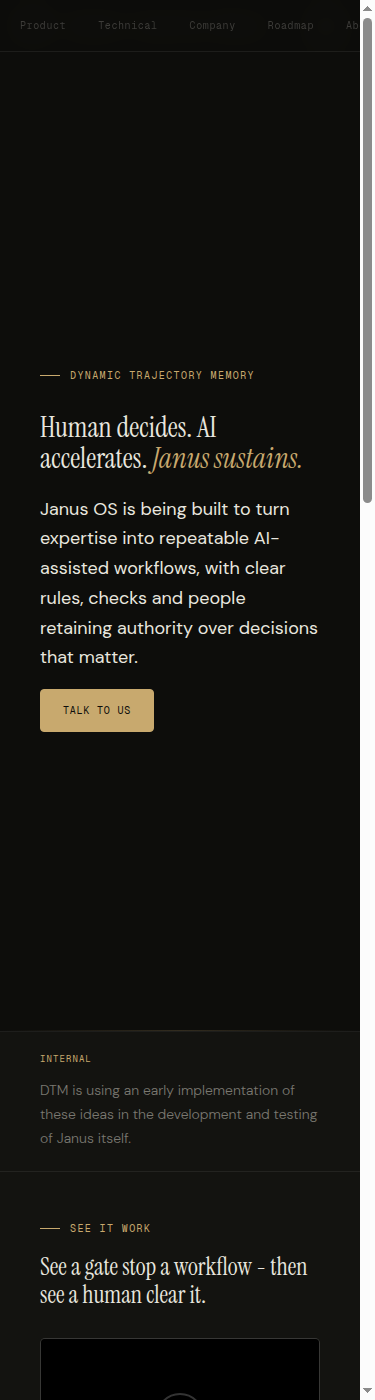 Product Technical Company Roadmap Ab
DYNAMIC TRAJECTORY MEMORY
Human decides. AI
accelerates. Janus sustains.
Janus OS is being built to turn
expertise into repeatable AI-
assisted workflows, with clear
rules, checks and people
retaining authority over decisions
that matter.
TALK TO US
INTERNAL
DTM is using an early implementation of
these ideas in the development and testing
of Janus itself.
SEE IT WORK
See a gate stop a workflow - then
see a human clear it.